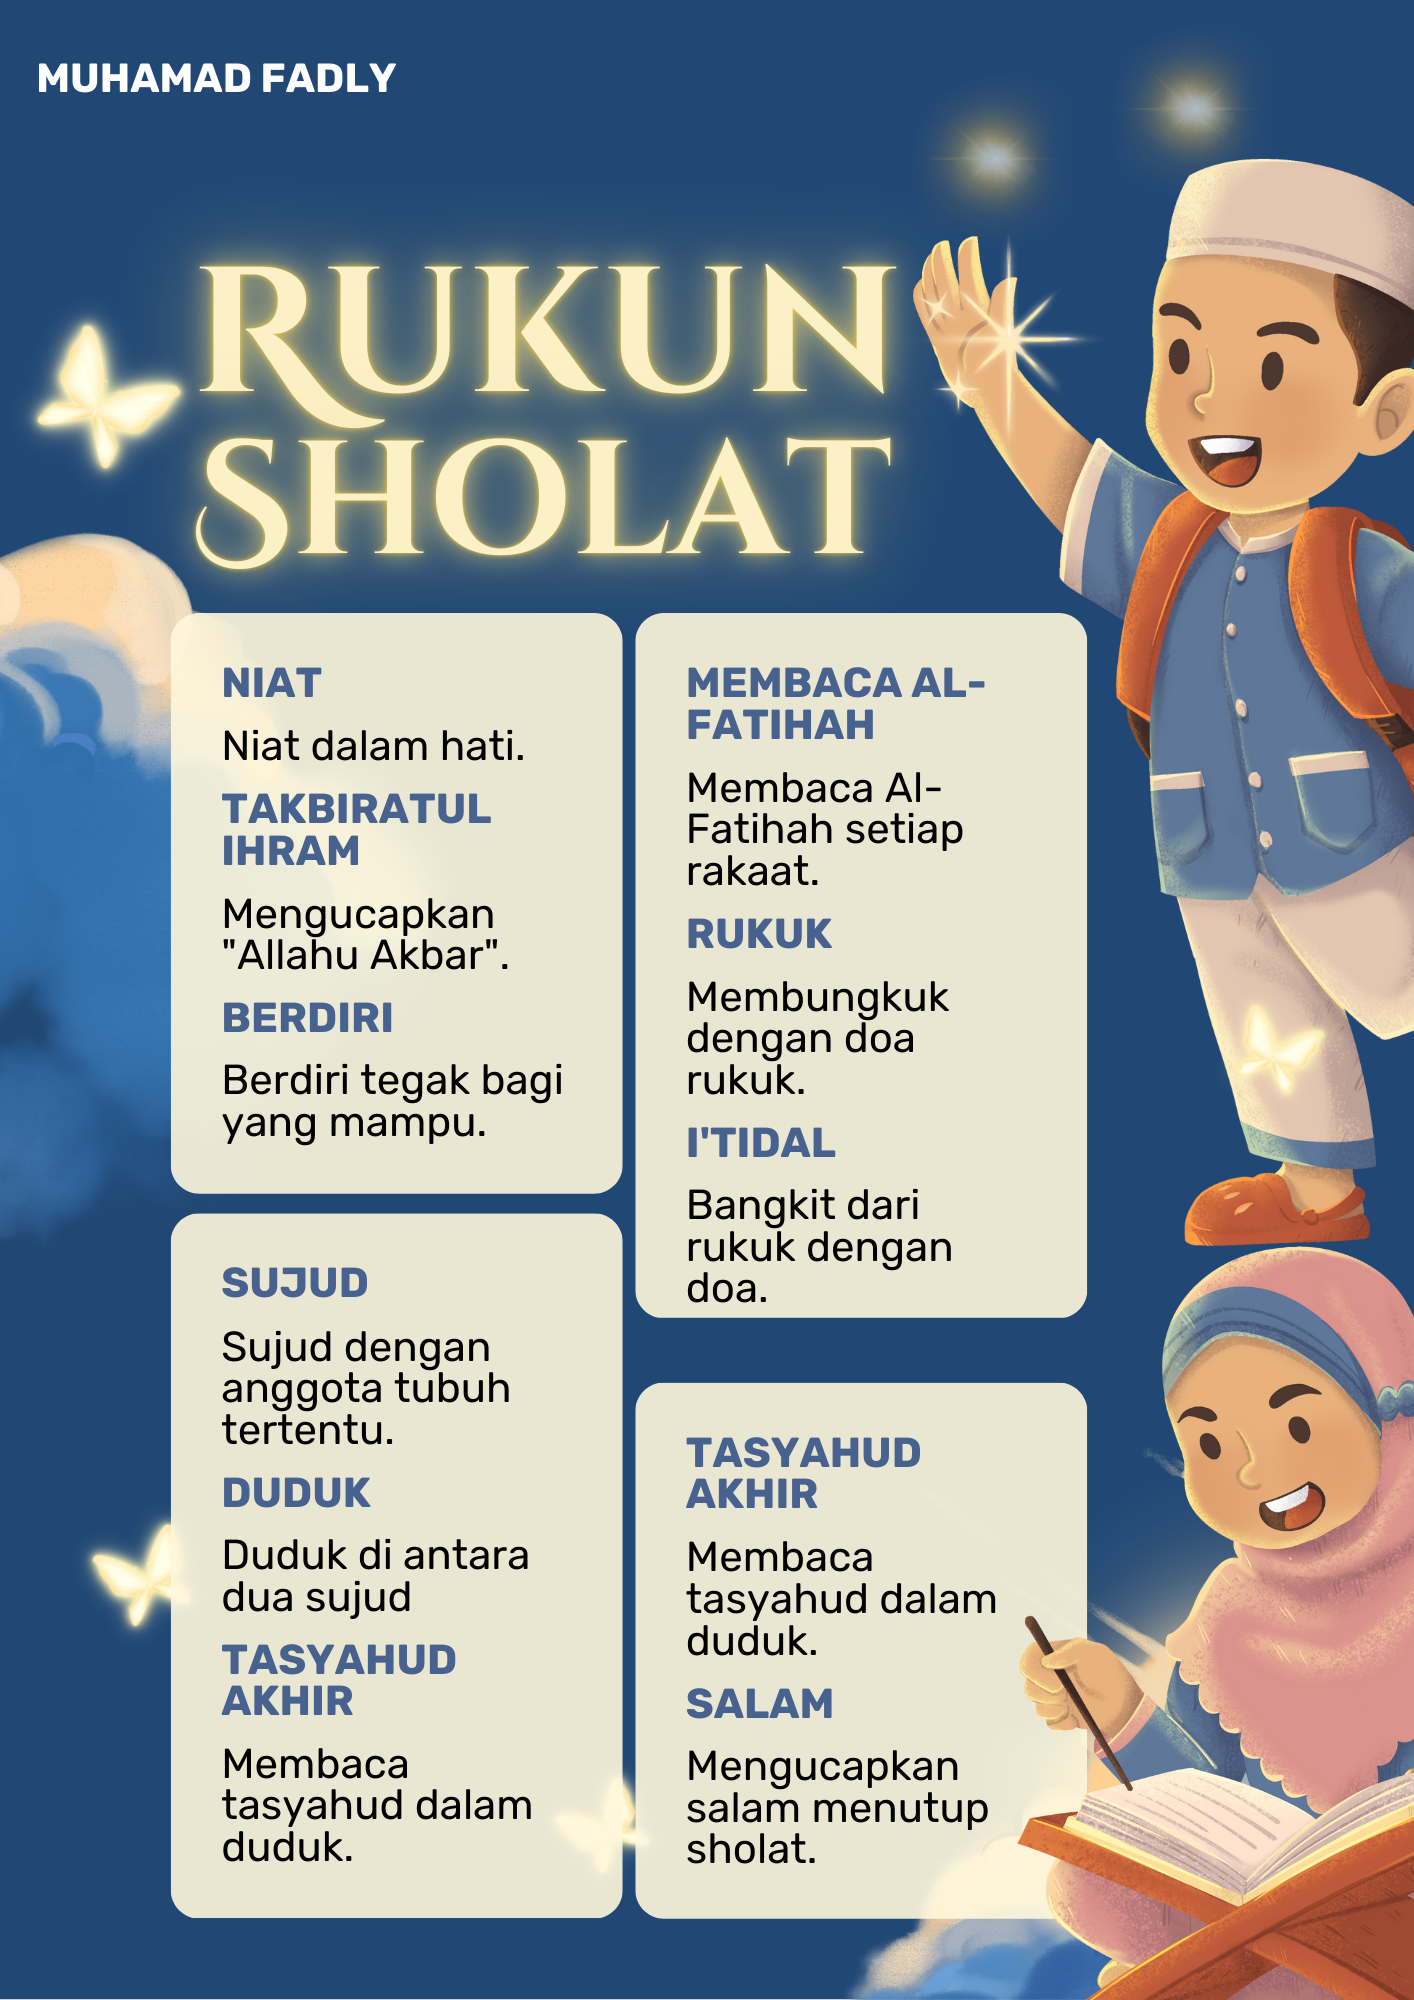 MUHAMAD FADLY
RUKUN
SHOLAT
NIAT
Niat dalam hati.
TAKBIRATUL
IHRAM
Mengucapkan
"Allahu Akbar".
BERDIRI
Berdiri tegak bagi
yang mampu.
MEMBACA AL-
FATIHAH
Membaca Al-
Fatihah setiap
rakaat.
RUKUK
Membungkuk
dengan doa
rukuk.
I'TIDAL
Bangkit dari
rukuk dengan
doa.
SUJUD
Sujud dengan
anggota tubuh
tertentu.
DUDUK
Duduk di antara
dua sujud
TASYAHUD
AKHIR
Membaca
tasyahud dalam
duduk.
TASYAHUD
AKHIR
Membaca
tasyahud dalam
duduk.
SALAM
Mengucapkan
salam menutup
sholat.